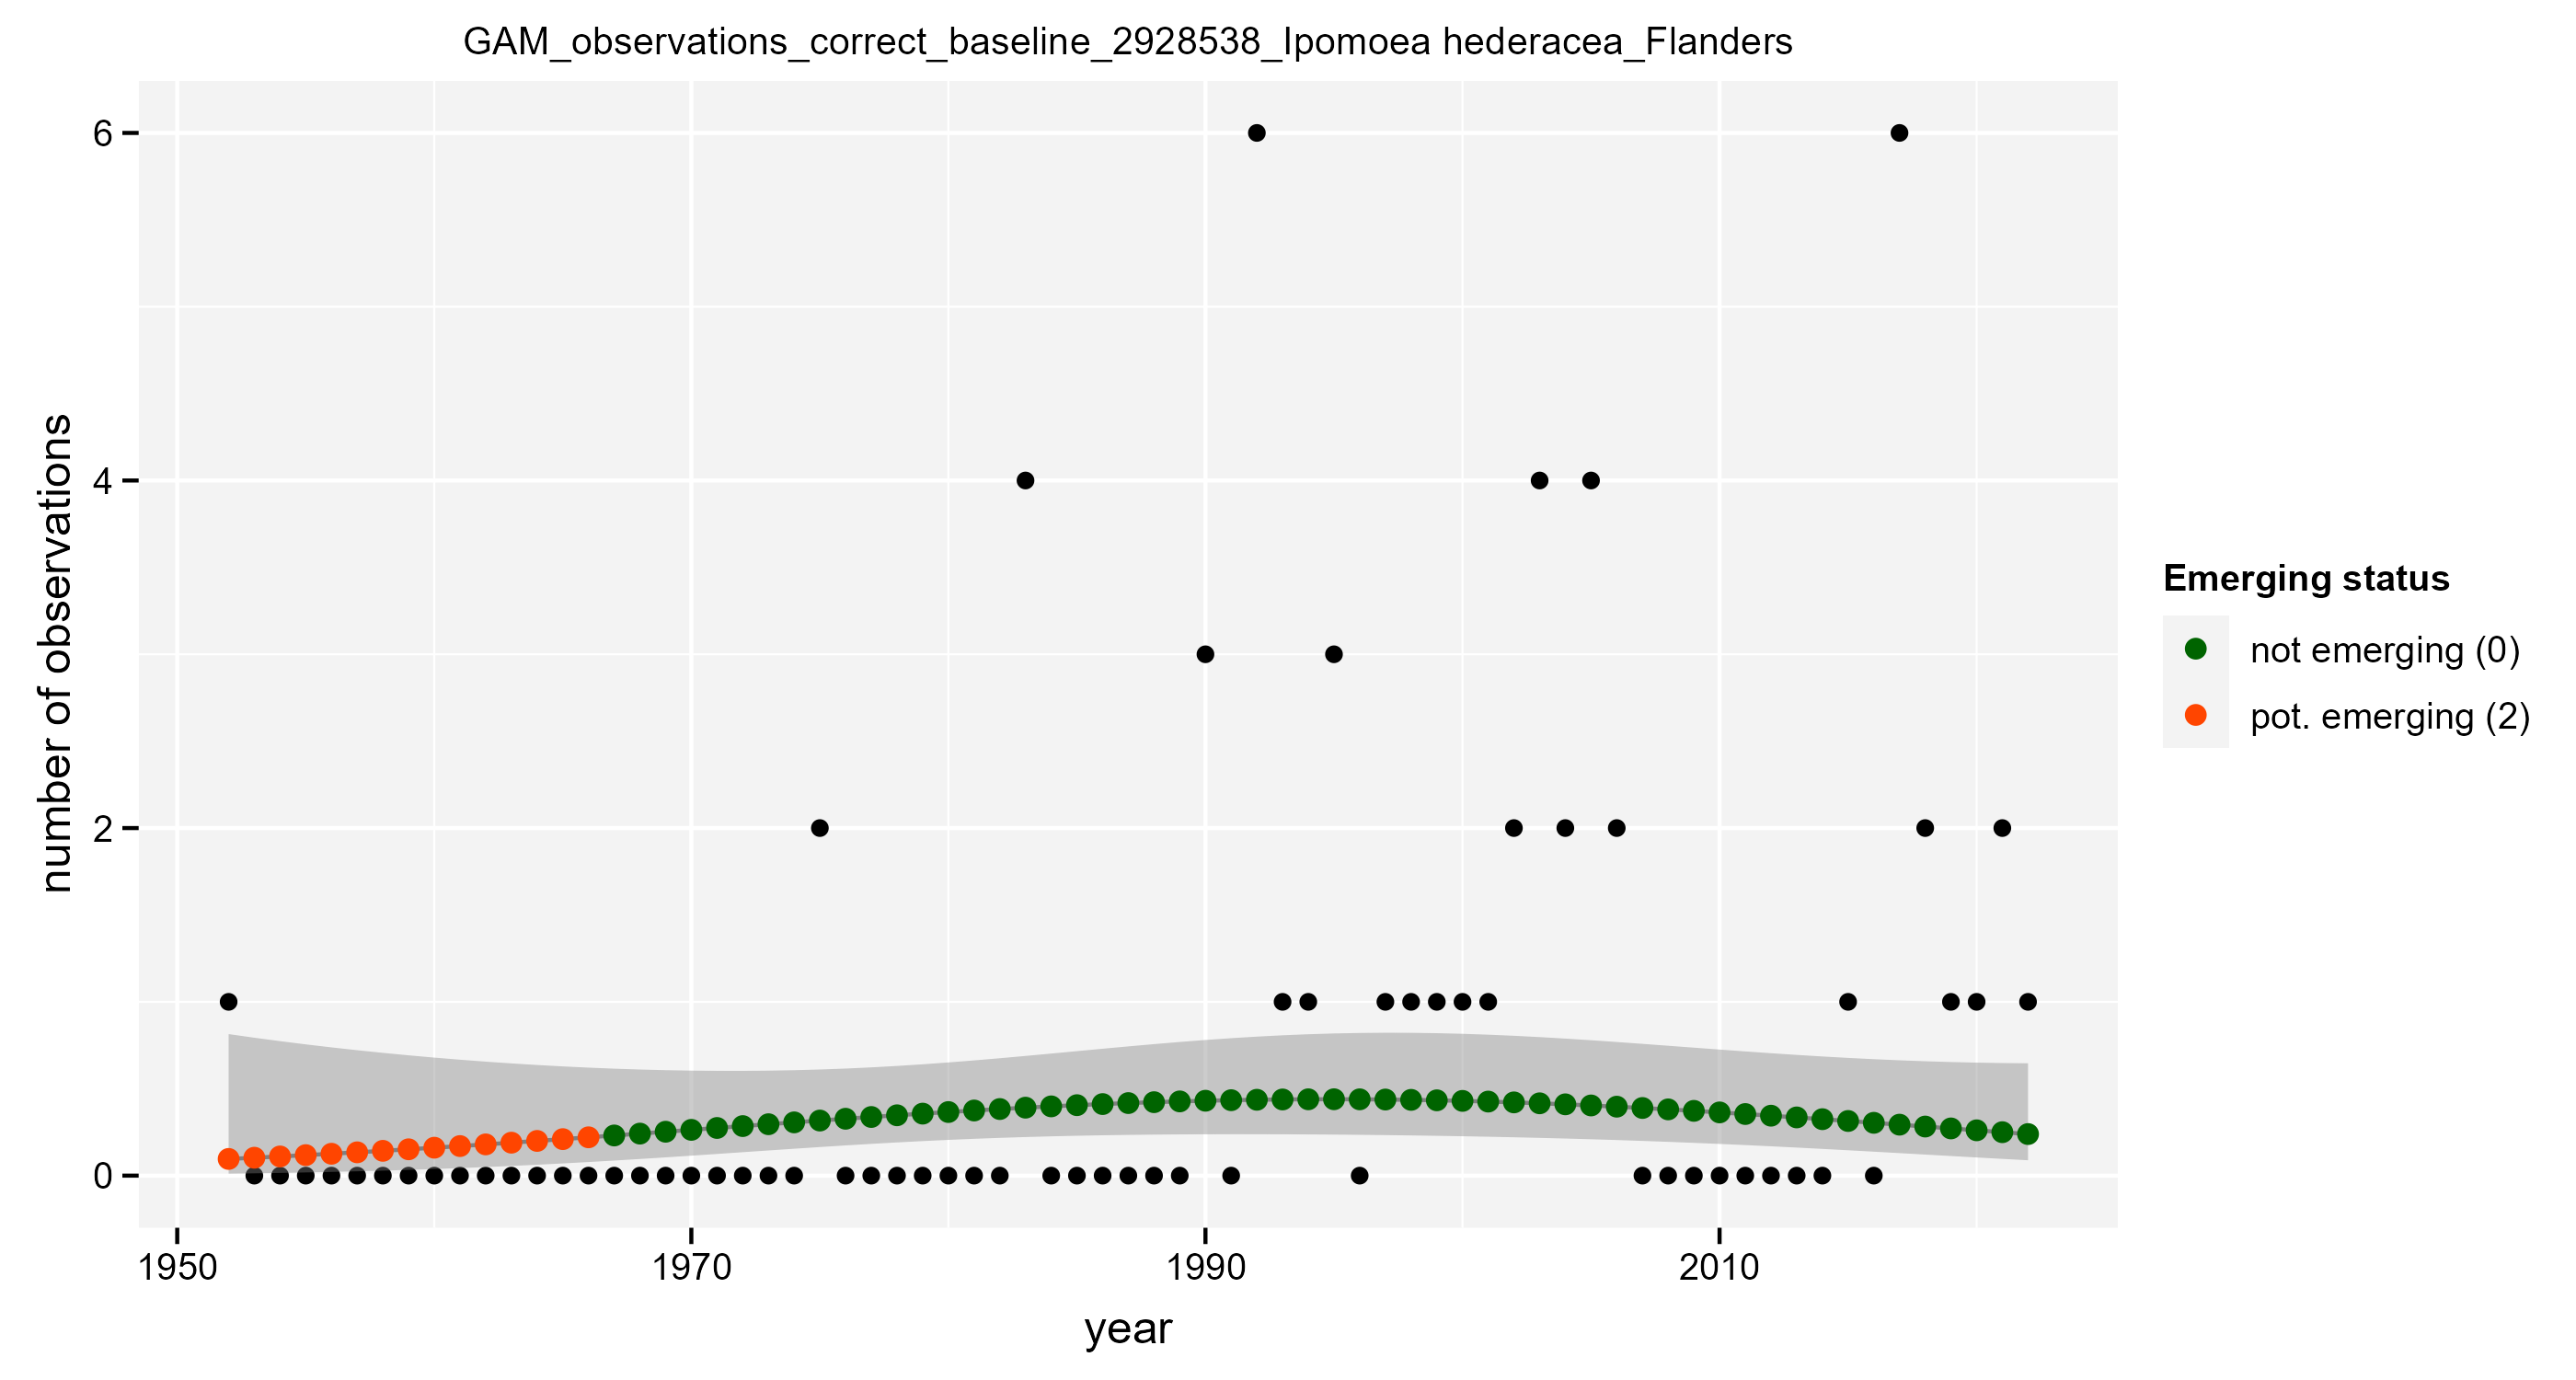 GAM_observations_correct_baseline_2928538_Ipomoea hederacea_Flanders
number of observations
6
4
2
0
1950 1970 1990 2010
year
Emerging status
not emerging (0)
pot. emerging (2)